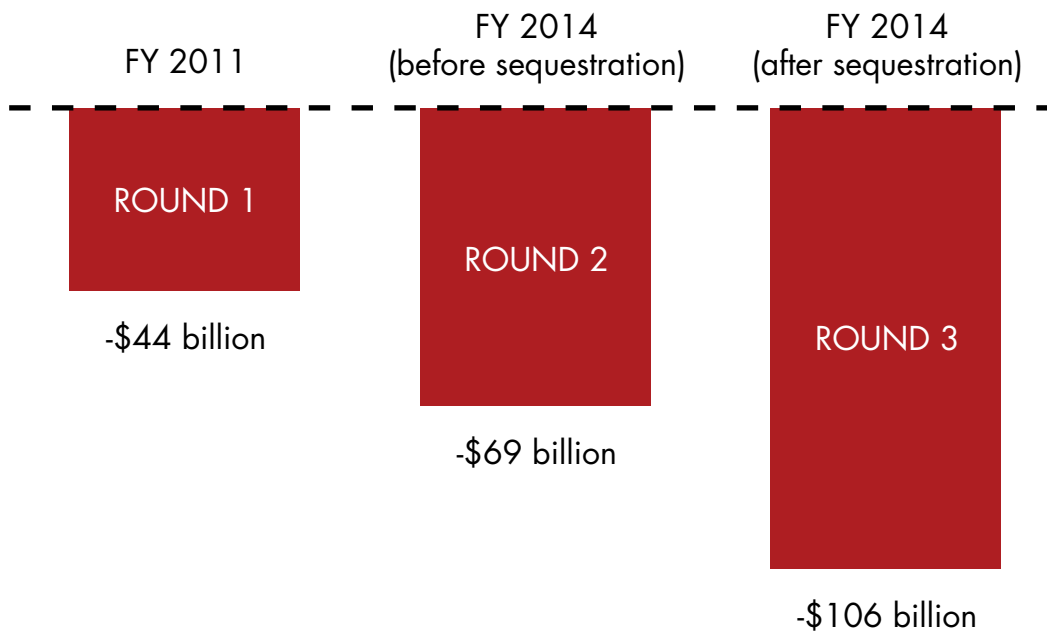 FY 2011
FY 2014
(before sequestration)
FY 2014
(after sequestration)
ROUND 1
ROUND 2
ROUND 3
-$44 billion
-$69 billion
-$106 billion